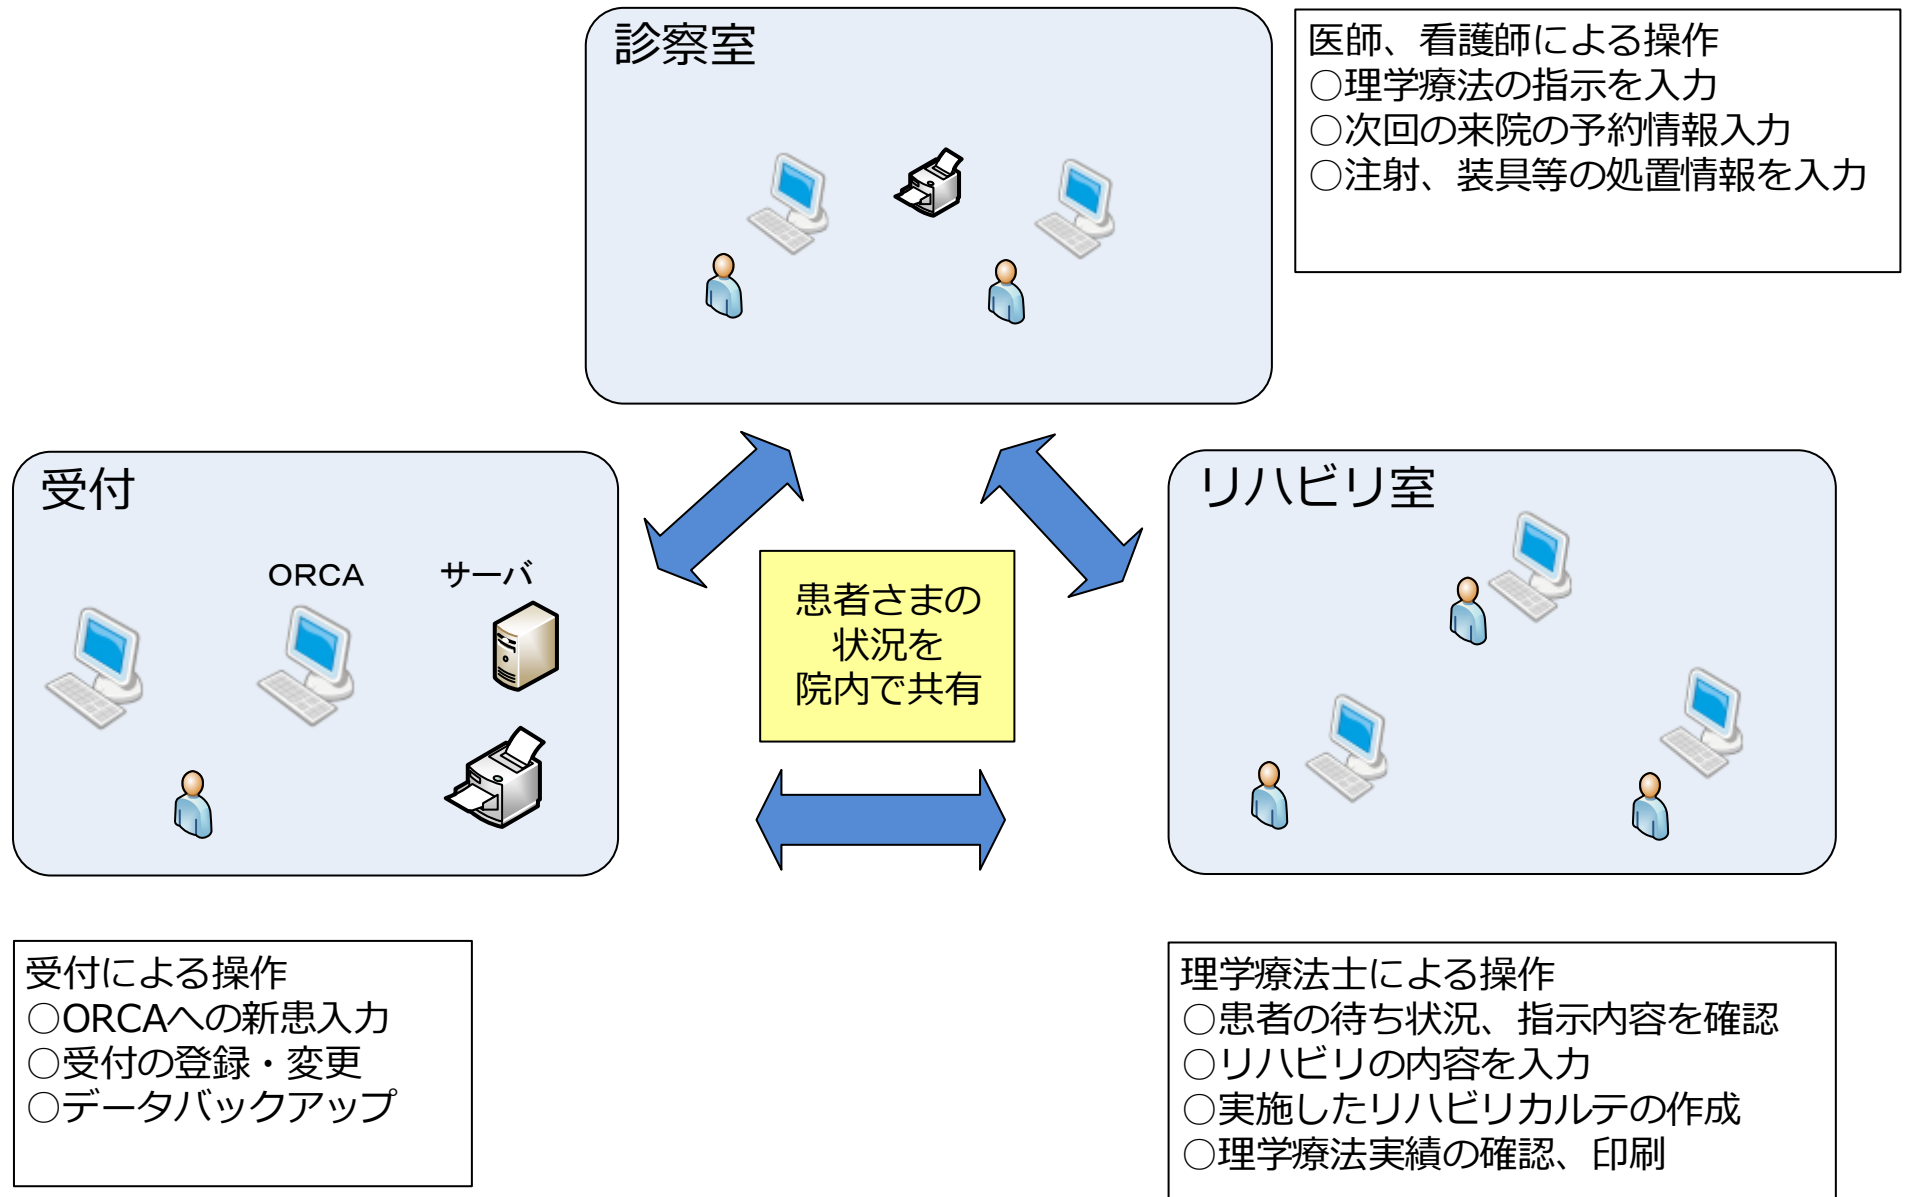 診察室
医師、看護師による操作
○理学療法の指示を入力
○次回の来院の予約情報入力
○注射、装具等の処置情報を入力
受付
ORCA
サーバ
患者さまの
状況を
院内で共有
リハビリ室
受付による操作
○ORCAへの新患入力
○受付の登録・変更
○データバックアップ
理学療法士による操作
○患者の待ち状況、指示内容を確認
○リハビリの内容を入力
○実施したリハビリカルテの作成
○理学療法実績の確認、印刷